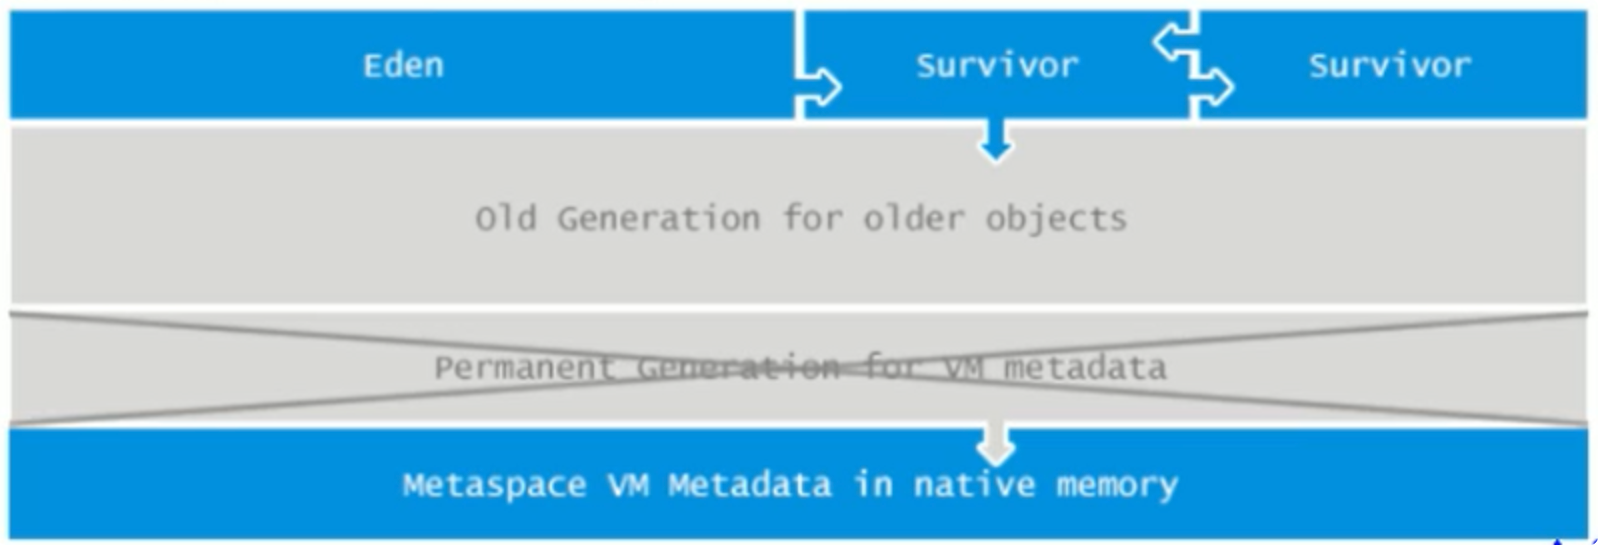 Eden
Survivor
Survivor
Old Generation for older objects
Permanent Generation for VM metadata
Metaspace VM Metadata in native memory